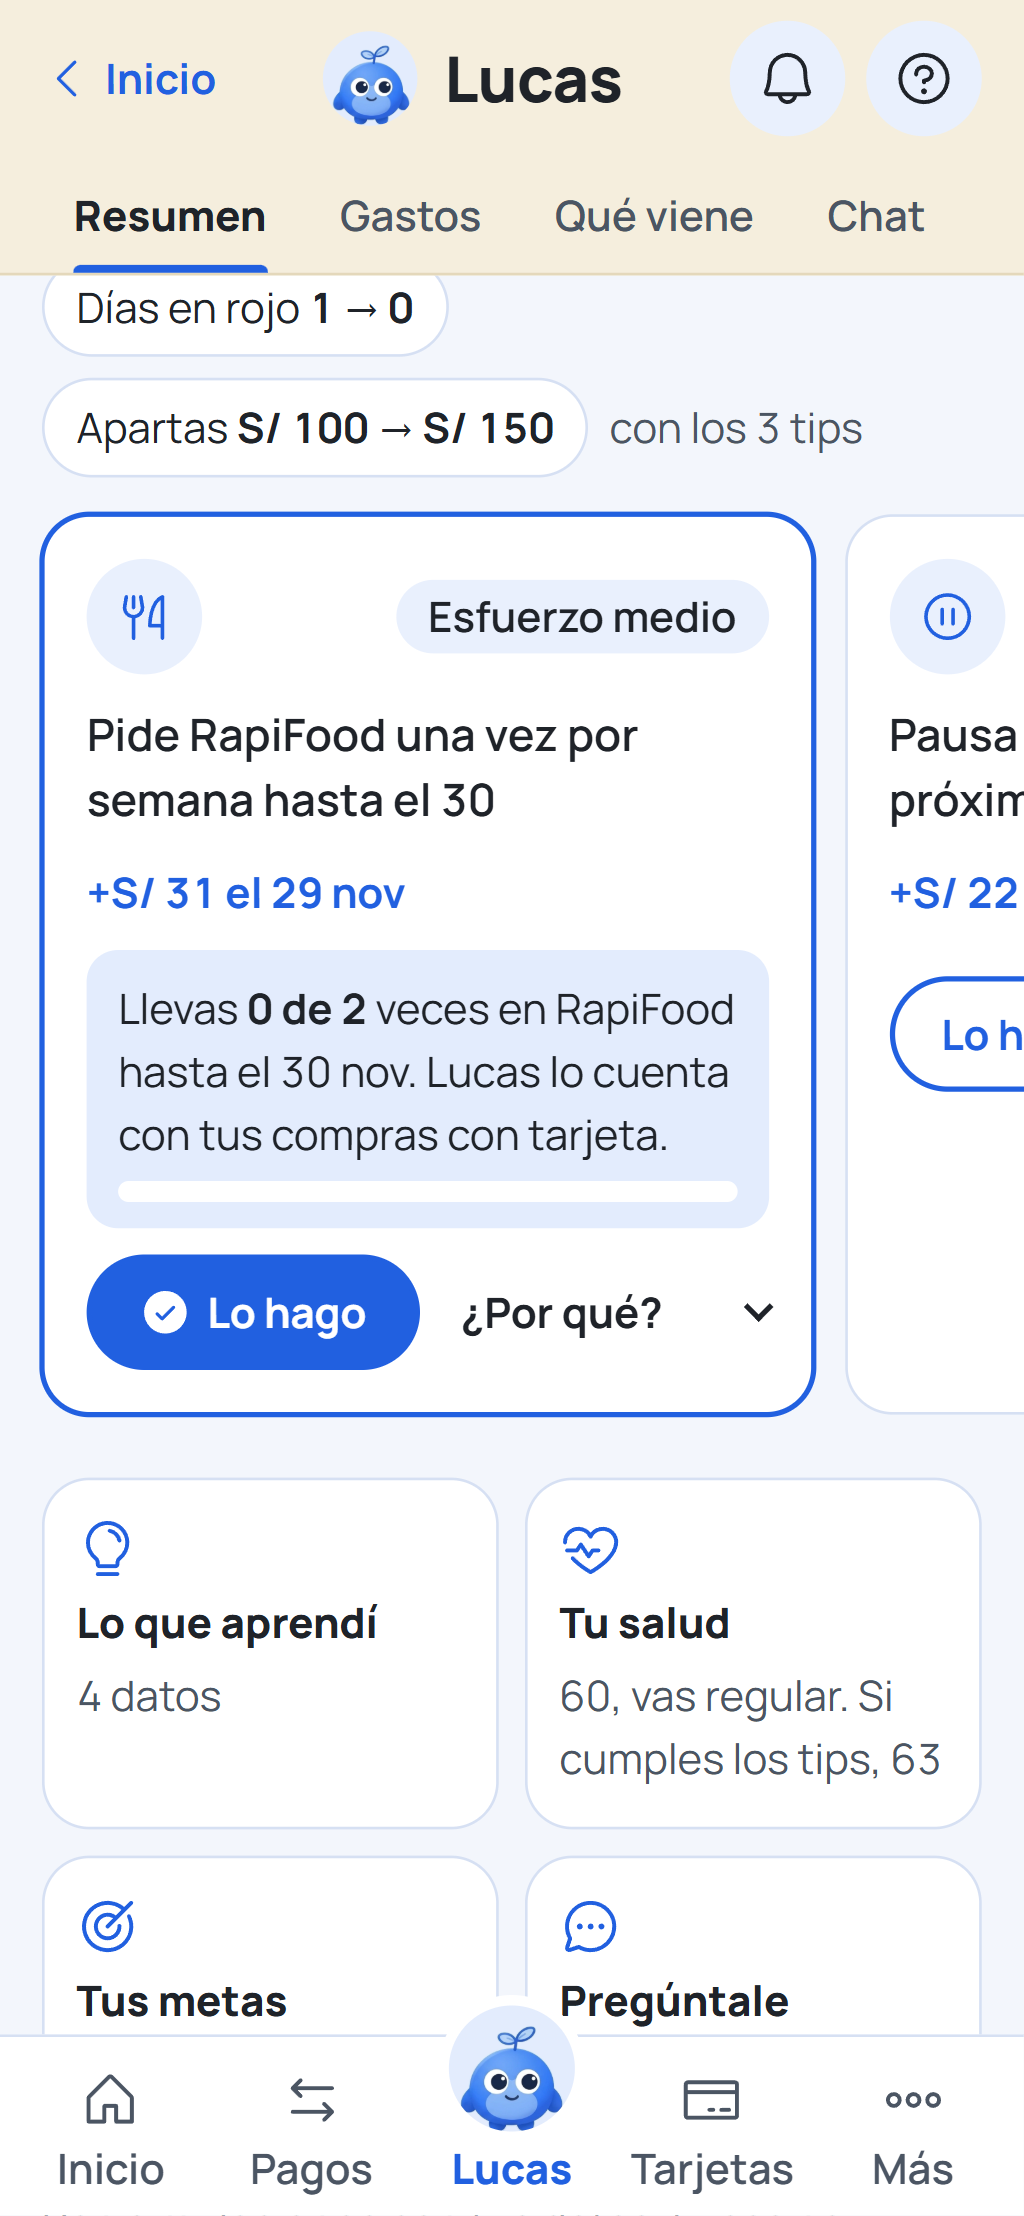 Inicio
Lucas
Resumen
Gastos
Qué viene
Chat
Días en rojo 1 → 0
Apartas S/ 100 → S/ 150
con los 3 tips
Esfuerzo medio
Pide RapiFood una vez por
semana hasta el 30
+S/ 31 el 29 nov
Llevas 0 de 2 veces en RapiFood
hasta el 30 nov. Lucas lo cuenta
con tus compras con tarjeta.
Lo hago
¿Por qué?
Pausa
próxim
+S/ 22
Lo h
Lo que aprendí
4 datos
Tu salud
60, vas regular. Si
cumples los tips, 63
Tus metas
Pregúntale
Inicio
Pagos
Lucas
Tarjetas
Más